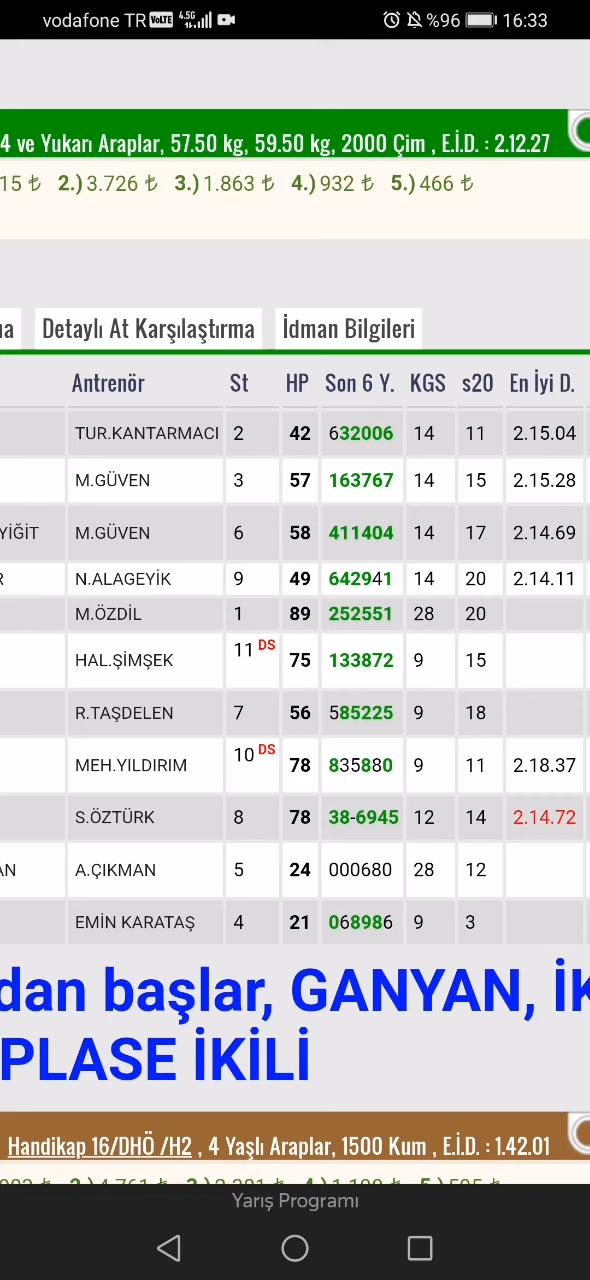 vodafone TR VoLTE 4.5G %96 16:33
4 ve Yukarı Araplar, 57.50 kg, 59.50 kg, 2000 Çim , E.İ.D. : 2.12.27
15 ₺ 2.) 3.726 ₺ 3.) 1.863 ₺ 4.) 932 ₺ 5.) 466 ₺
na Detaylı At Karşılaştırma İdman Bilgileri
Antrenör St HP Son 6 Y. KGS s20 En İyi D.
TUR.KANTARMACI 2 42 632006 14 11 2.15.04
M.GÜVEN 3 57 163767 14 15 2.15.28
YİĞİT M.GÜVEN 6 58 411404 14 17 2.14.69
R N.ALAGEYİK 9 49 642941 14 20 2.14.11
M.ÖZDİL 1 89 252551 28 20
HAL.ŞİMŞEK 11 DS 75 133872 9 15
R.TAŞDELEN 7 56 585225 9 18
MEH.YILDIRIM 10 DS 78 835880 9 11 2.18.37
S.ÖZTÜRK 8 78 38-6945 12 14 2.14.72
AN A.ÇIKMAN 5 24 000680 28 12
EMİN KARATAŞ 4 21 068986 9 3
dan başlar, GANYAN, İK
PLASE İKİLİ
Handikap 16/DHÖ /H2 , 4 Yaşlı Araplar, 1500 Kum , E.İ.D. : 1.42.01
Yarış Programı